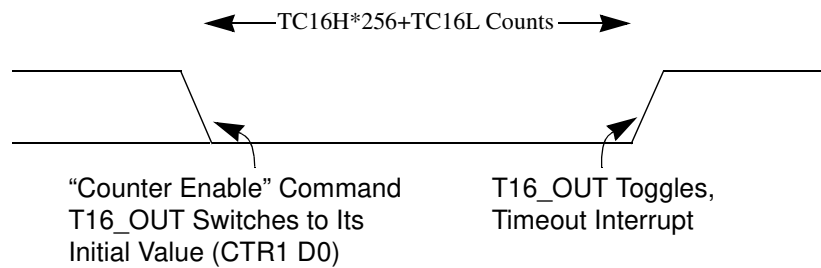 TC16H*256+TC16L Counts
“Counter Enable” Command
T16_OUT Switches to Its
Initial Value (CTR1 D0)
T16_OUT Toggles,
Timeout Interrupt